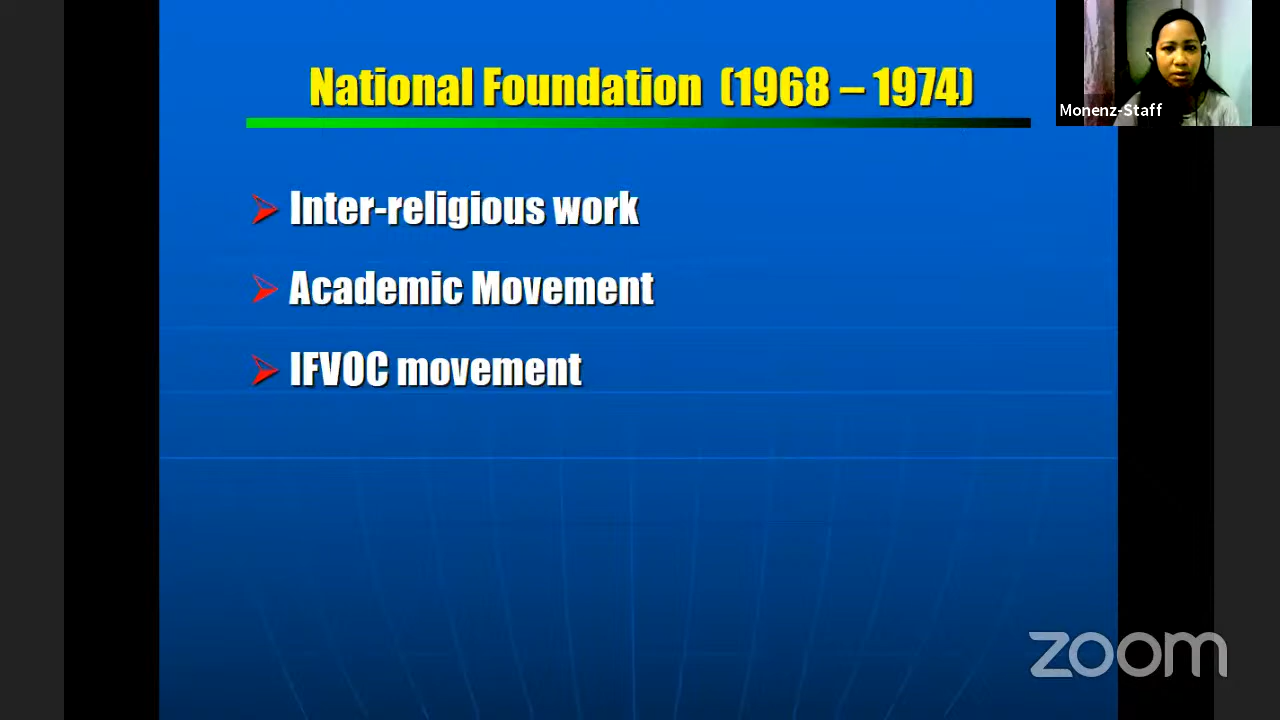 National Foundation (1968 – 1974)
Monenz-Staff
Inter-religious work
Academic Movement
IFVOC movement
zoom